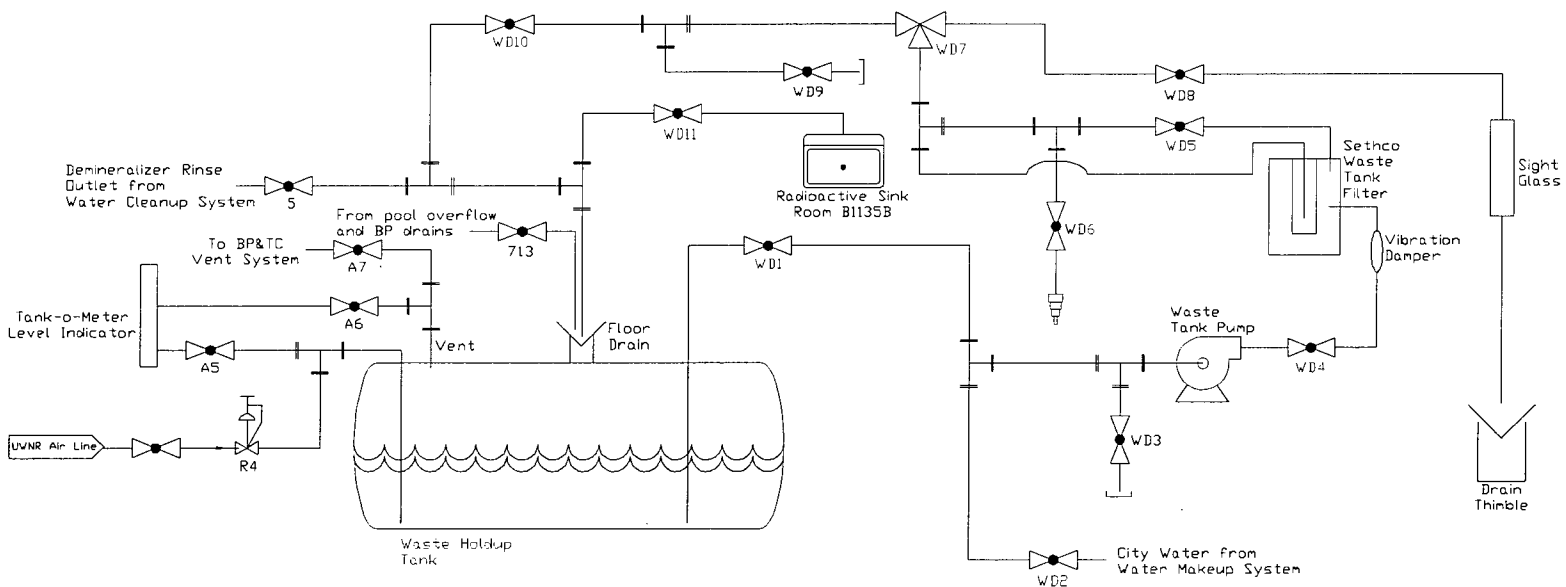 WD10
WD7
WD9
WD8
WD11
WD5
Demineralizer Rinse
Outlet from
Water Cleanup System
5
Radioactive Sink
Room B1135B
Sethco
Waste
Tank
Filter
Sight
Glass
From pool overflow
and BP drains
713
To BP&TC
Vent System
A7
WD1
WD6
Vibration
Damper
Tank-o-Meter
Level Indicator
A6
A5
Vent
Floor
Drain
Waste
Tank Pump
WD4
UWNR Air Line
R4
WD3
Drain
Thimble
Waste Holdup
Tank
WD2
City Water from
Water Makeup System